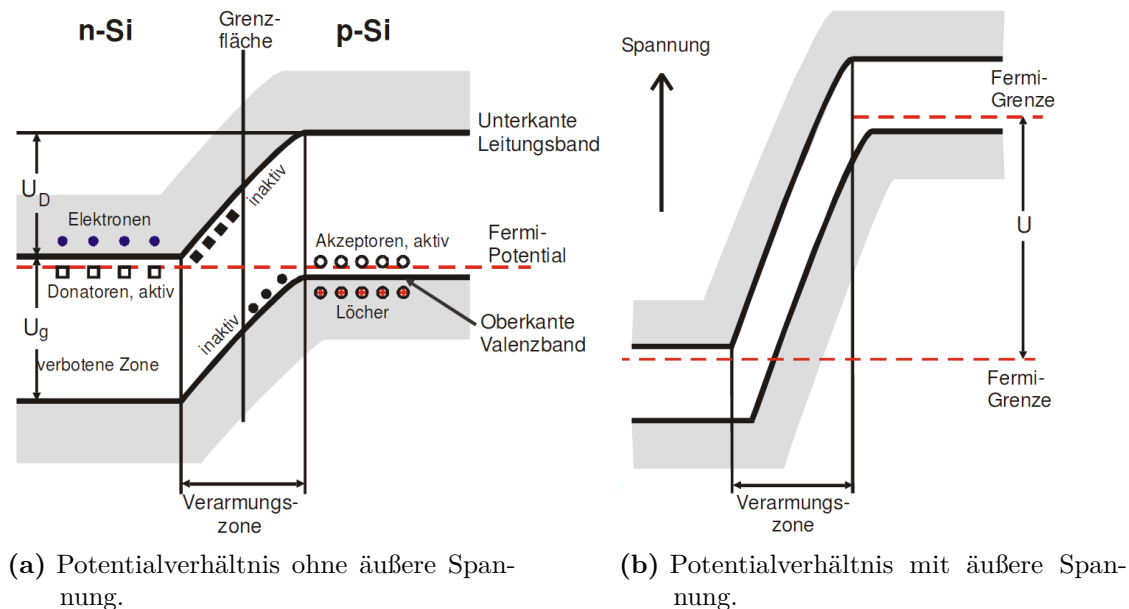 n-Si
Grenz-
fläche
p-Si
Unterkante
Leitungsband
U_D
inaktiv
Elektronen
Akzeptoren, aktiv
Fermi-
Potential
Donatoren, aktiv
U_g
Löcher
inaktiv
Oberkante
Valenzband
verbotene Zone
Verarmungs-
zone
(a) Potentialverhältnis ohne äußere Span-
nung.
Spannung
Fermi-
Grenze
U
Fermi-
Grenze
Verarmungs-
zone
(b) Potentialverhältnis mit äußere Span-
nung.